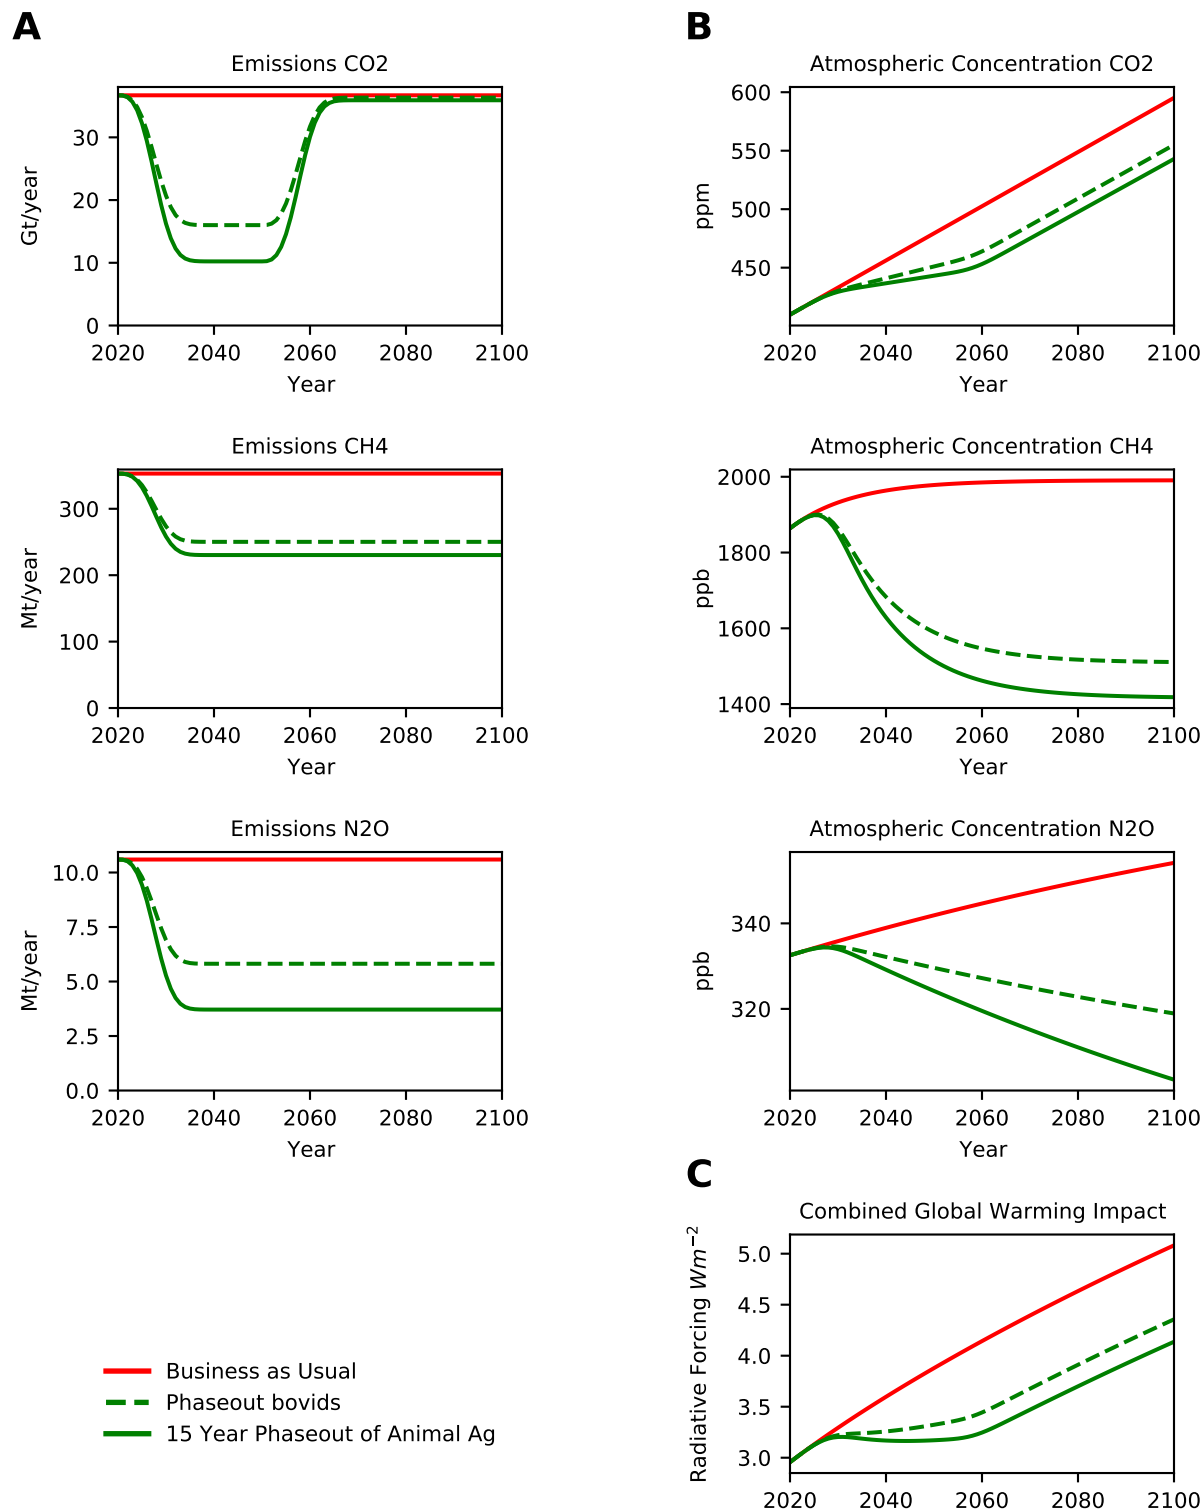 A
Emissions CO2
Gt/year
30
20
10
0
2020 2040 2060 2080 2100
Year
Emissions CH4
Mt/year
300
200
100
0
2020 2040 2060 2080 2100
Year
Emissions N2O
Mt/year
10.0
7.5
5.0
2.5
0.0
2020 2040 2060 2080 2100
Year
B
Atmospheric Concentration CO2
ppm
600
550
500
450
2020 2040 2060 2080 2100
Year
Atmospheric Concentration CH4
ppb
2000
1800
1600
1400
2020 2040 2060 2080 2100
Year
Atmospheric Concentration N2O
ppb
340
320
2020 2040 2060 2080 2100
Year
C
Combined Global Warming Impact
Radiative Forcing Wm⁻²
5.0
4.5
4.0
3.5
3.0
2020 2040 2060 2080 2100
Business as Usual
Phaseout bovids
15 Year Phaseout of Animal Ag